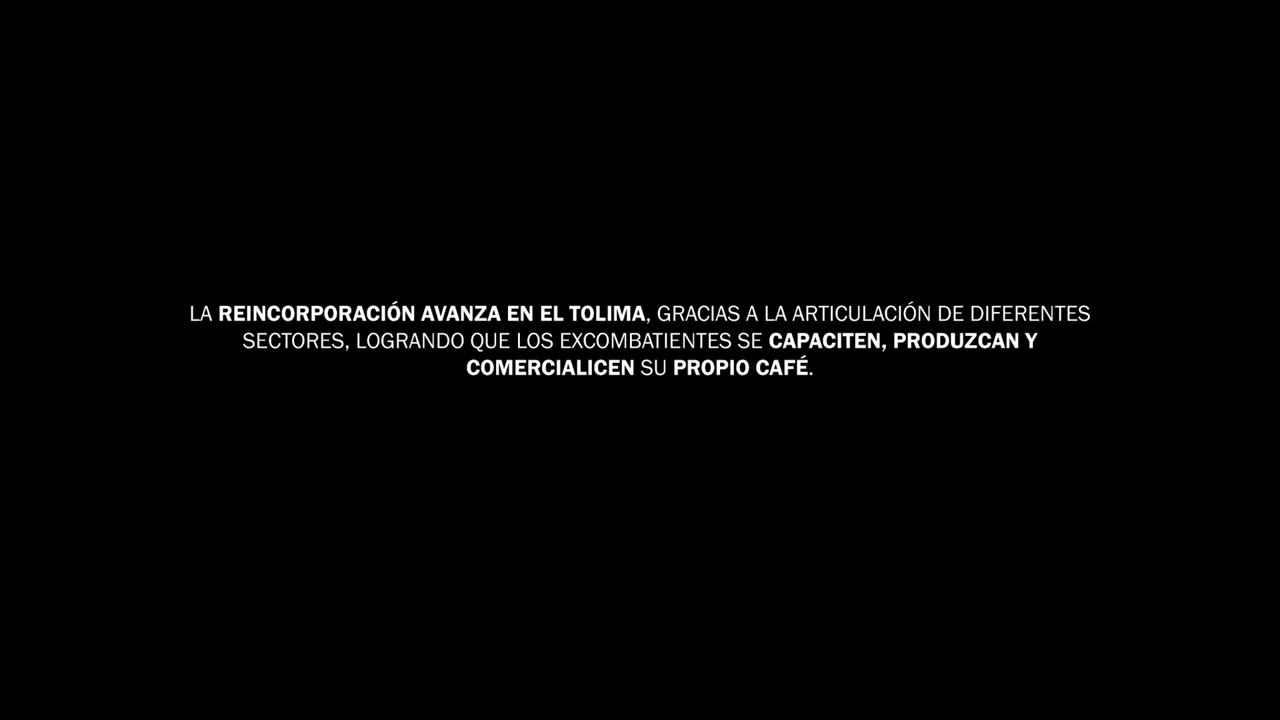 LA REINCORPORACIÓN AVANZA EN EL TOLIMA, GRACIAS A LA ARTICULACIÓN DE DIFERENTES
SECTORES, LOGRANDO QUE LOS EXCOMBATIENTES SE CAPACITEN, PRODUZCAN Y
COMERCIALICEN SU PROPIO CAFÉ.